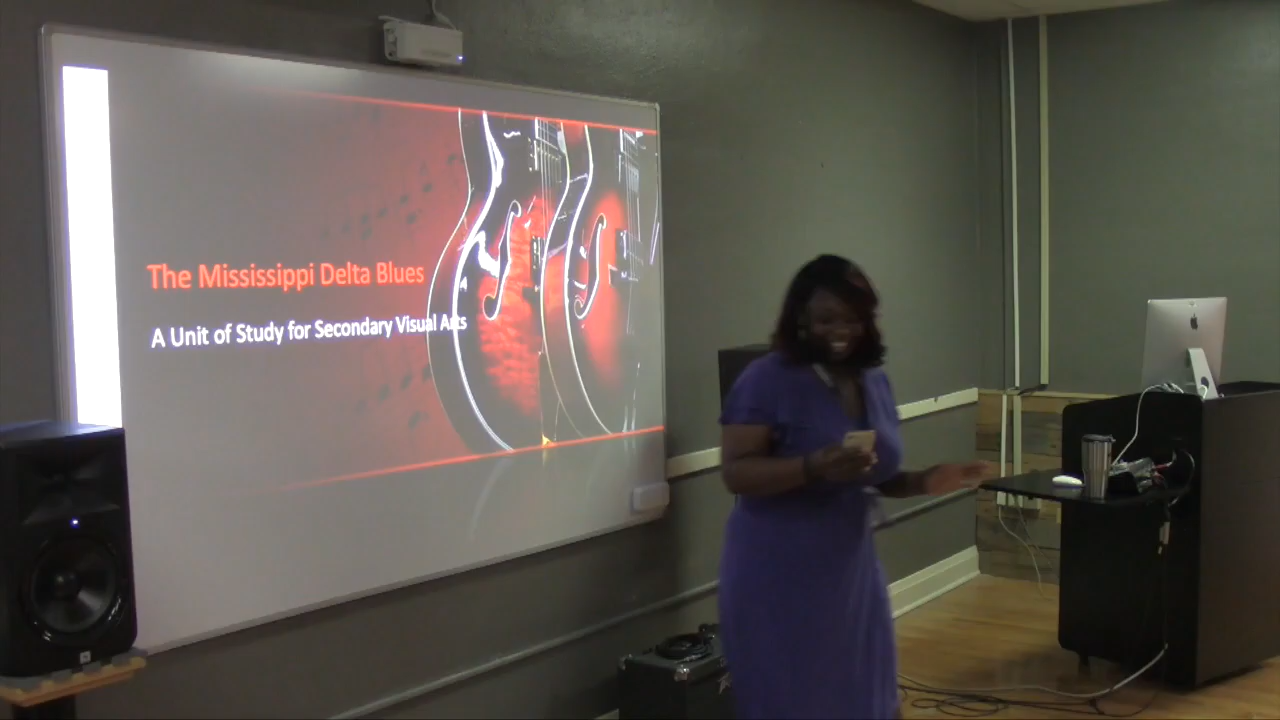 The Mississippi Delta Blues
A Unit of Study for Secondary Visual Arts